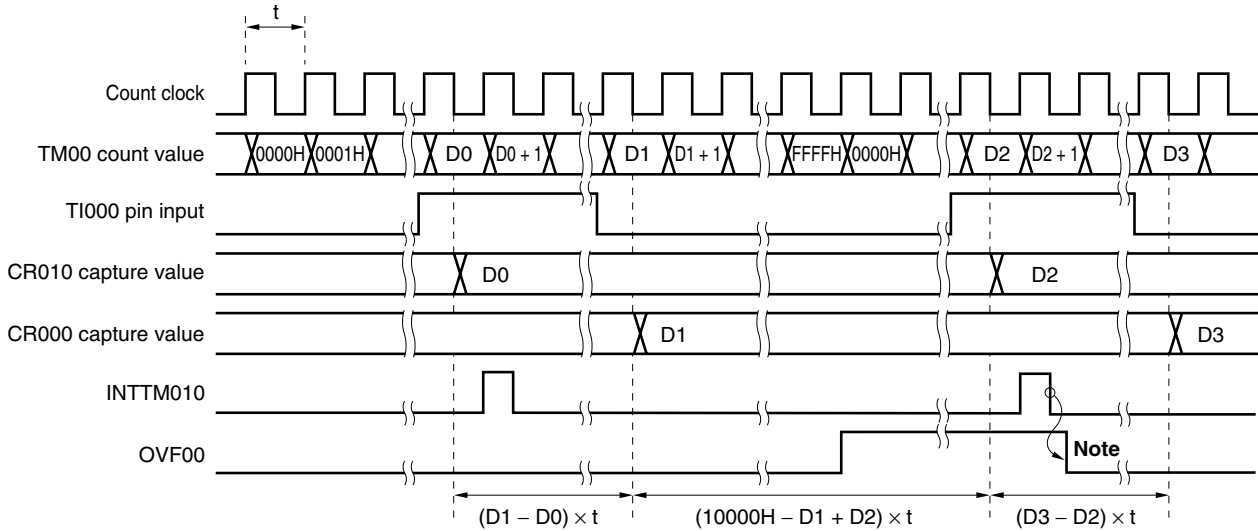 t
Count clock
TM00 count value 0000H 0001H D0 D0 + 1 D1 D1 + 1 FFFFH 0000H D2 D2 + 1 D3
TI000 pin input
CR010 capture value D0 D2
CR000 capture value D1 D3
INTTM010
OVF00 Note
(D1 – D0) × t (10000H – D1 + D2) × t (D3 – D2) × t